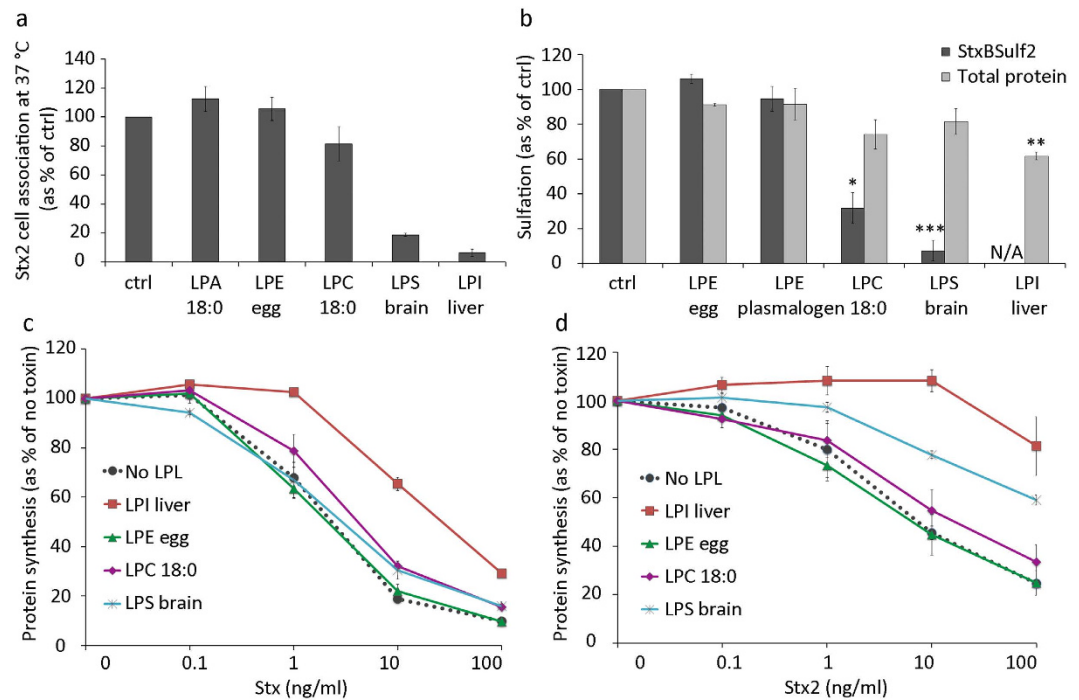 a
Stx2 cell association at 37 °C
(as % of ctrl)
140
120
100
80
60
40
20
0
ctrl LPA LPE LPC LPS LPI
18:0 egg 18:0 brain liver
b
Sulfation (as % of ctrl)
120
100
80
60
40
20
0
StxBSulf2
Total protein
*
***
**
N/A
ctrl LPE LPE LPC LPS LPI
egg plasmalogen 18:0 brain liver
c
Protein synthesis (as % of no toxin)
120
100
80
60
40
20
0
No LPL
LPI liver
LPE egg
LPC 18:0
LPS brain
0 0.1 1 10 100
Stx (ng/ml)
d
Protein synthesis (as % of no toxin)
120
100
80
60
40
20
0
No LPL
LPI liver
LPE egg
LPC 18:0
LPS brain
0 0.1 1 10 100
Stx2 (ng/ml)